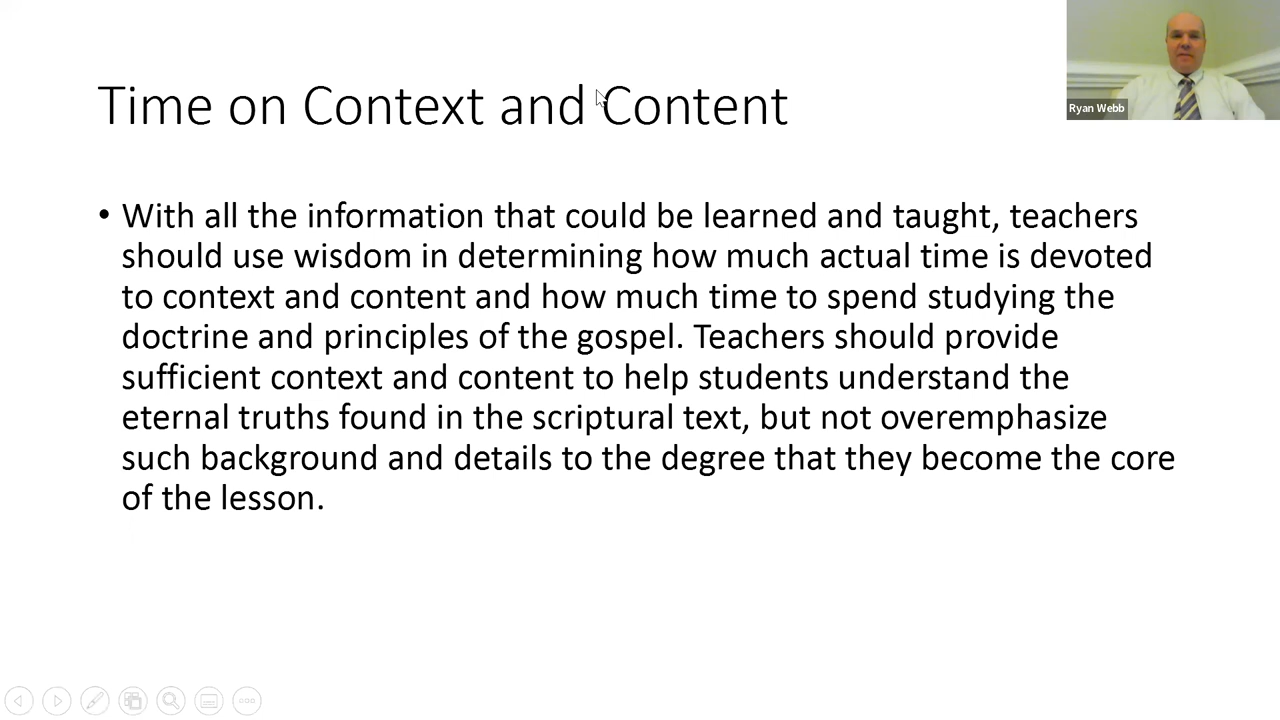 Time on Context and Content
Ryan Webb
• With all the information that could be learned and taught, teachers
should use wisdom in determining how much actual time is devoted
to context and content and how much time to spend studying the
doctrine and principles of the gospel. Teachers should provide
sufficient context and content to help students understand the
eternal truths found in the scriptural text, but not overemphasize
such background and details to the degree that they become the core
of the lesson.